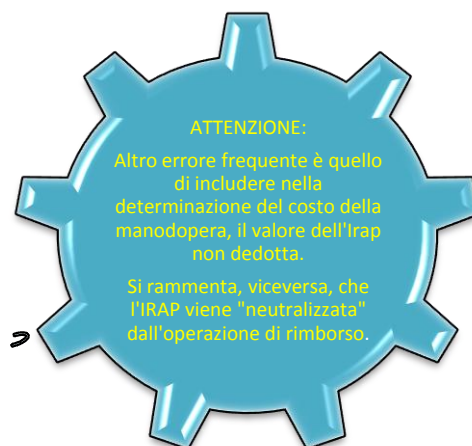 ATTENZIONE:
Altro errore frequente è quello
di includere nella
determinazione del costo della
manodopera, il valore dell'Irap
non dedotta.
Si rammenta, viceversa, che
l'IRAP viene "neutralizzata"
dall'operazione di rimborso.